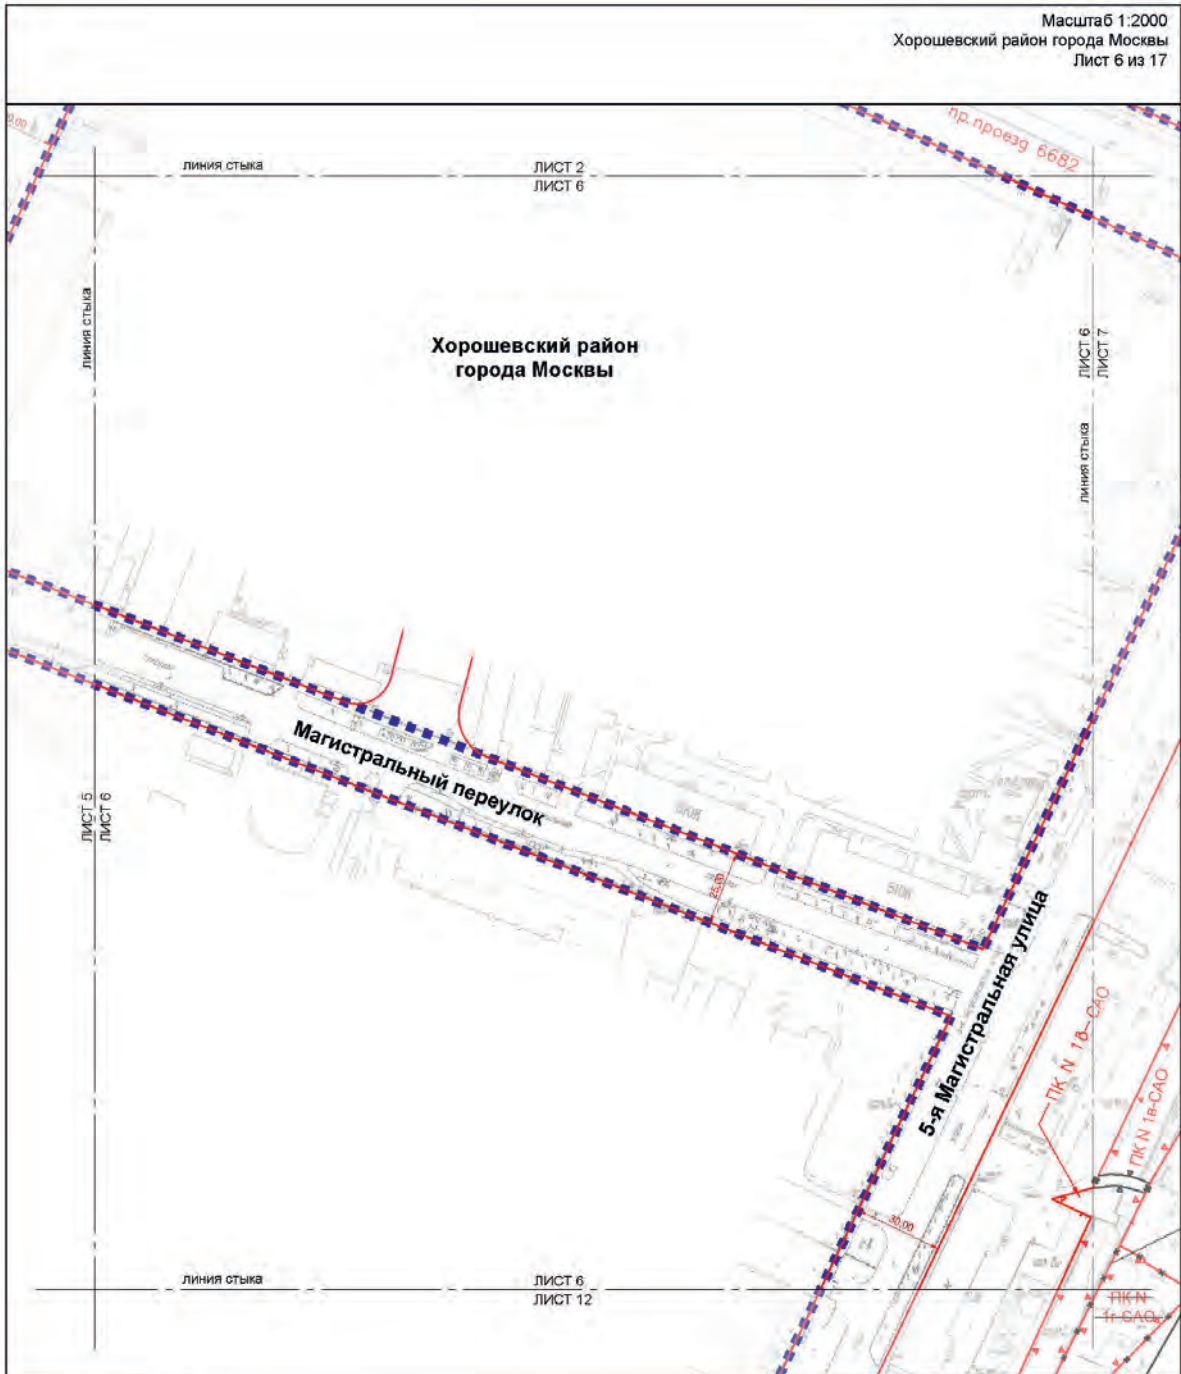 Масштаб 1:2000
Хорошевский район города Москвы
Лист 6 из 17
0.00
пр. проезд 6682
линия стыка
ЛИСТ 2
ЛИСТ 6
линия стыка
Хорошевский район
города Москвы
ЛИСТ 6
ЛИСТ 7
линия стыка
Магистральный переулок
ЛИСТ 5
ЛИСТ 6
25.00
5-я Магистральная улица
ПК N 1в-САО
ПК N 1в-САО
30.00
линия стыка
ЛИСТ 6
ЛИСТ 12
ПК N
1г-САО